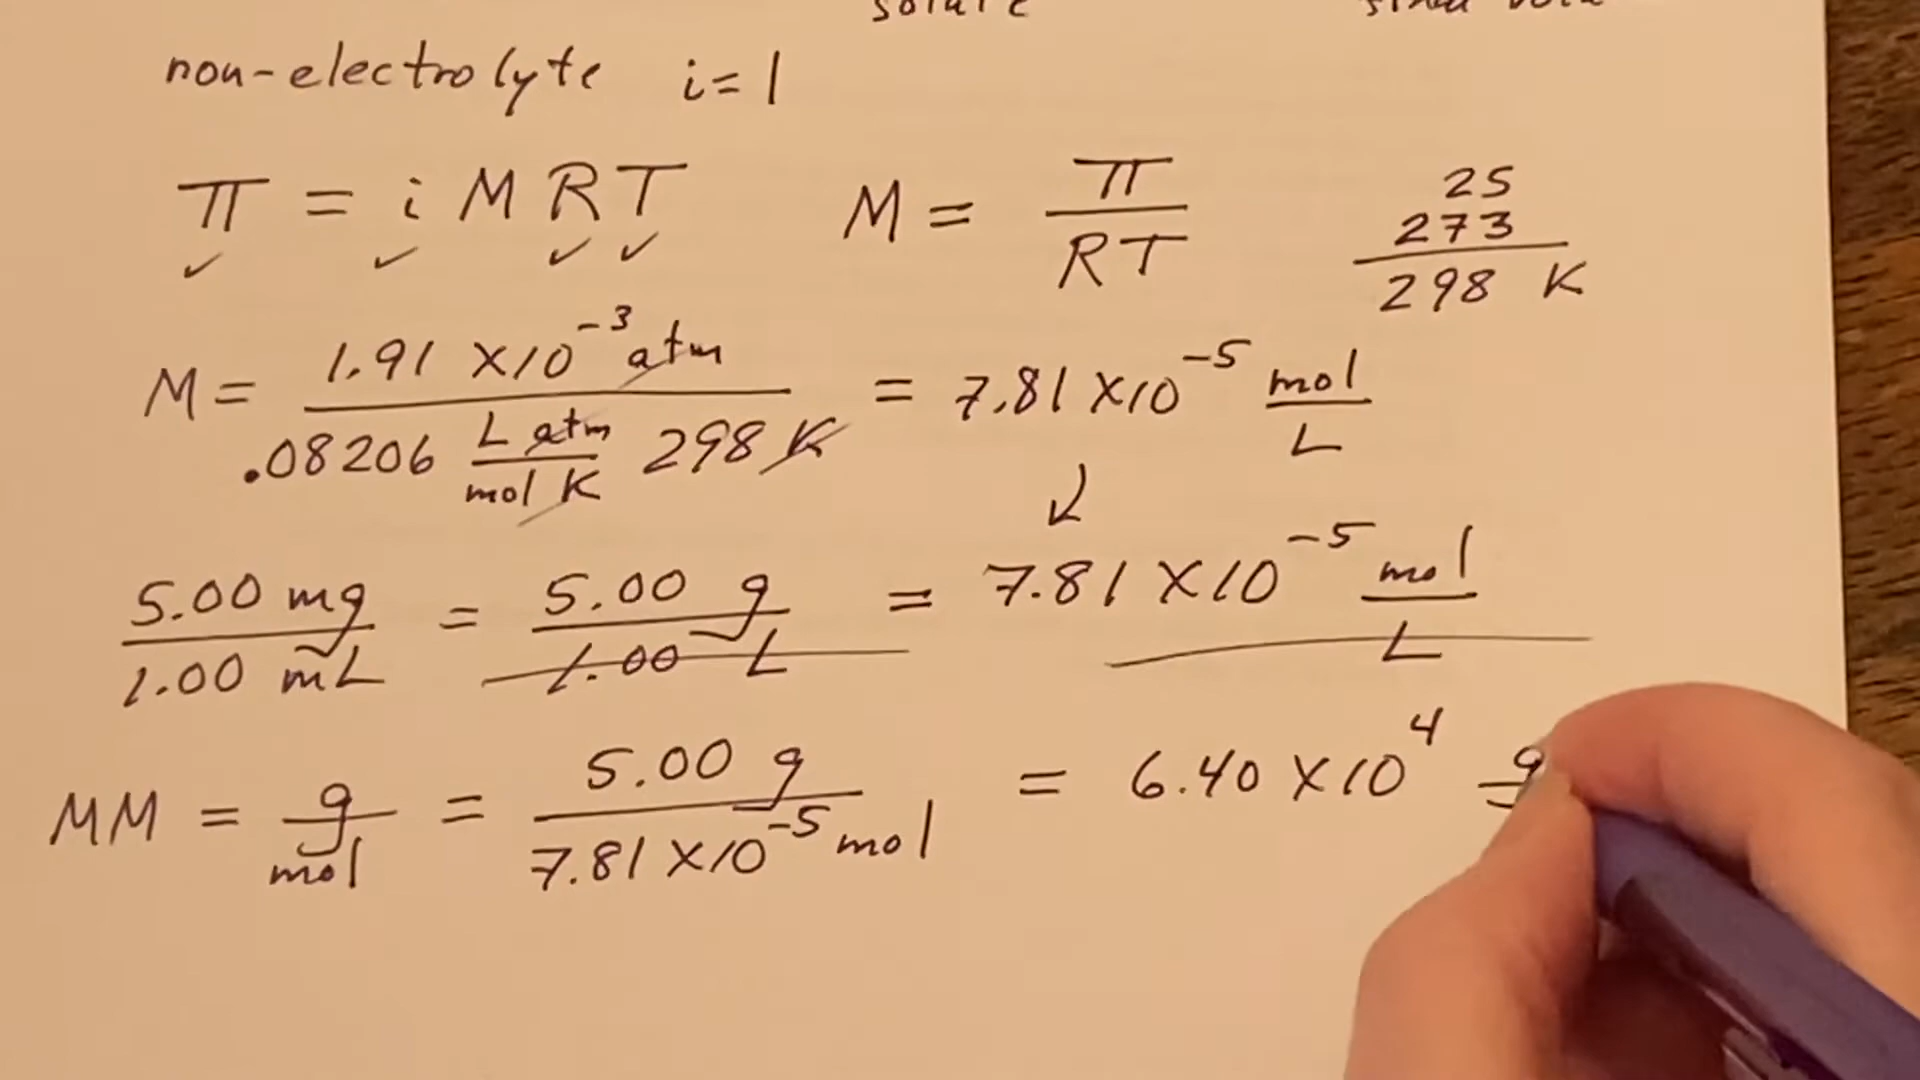 solute
non-electrolyte i=1
π = i M R T M = π / RT 25
✓ ✓ ✓ ✓ 273
298 K
M = 1.91 X10⁻³ atm / .08206 L atm / mol K 298 K = 7.81 X10⁻⁵ mol / L
↙
5.00 mg / 1.00 mL = 5.00 g / 1.00 L = 7.81 X10⁻⁵ mol / L
MM = g / mol = 5.00 g / 7.81 X10⁻⁵ mol = 6.40 X10⁴ g